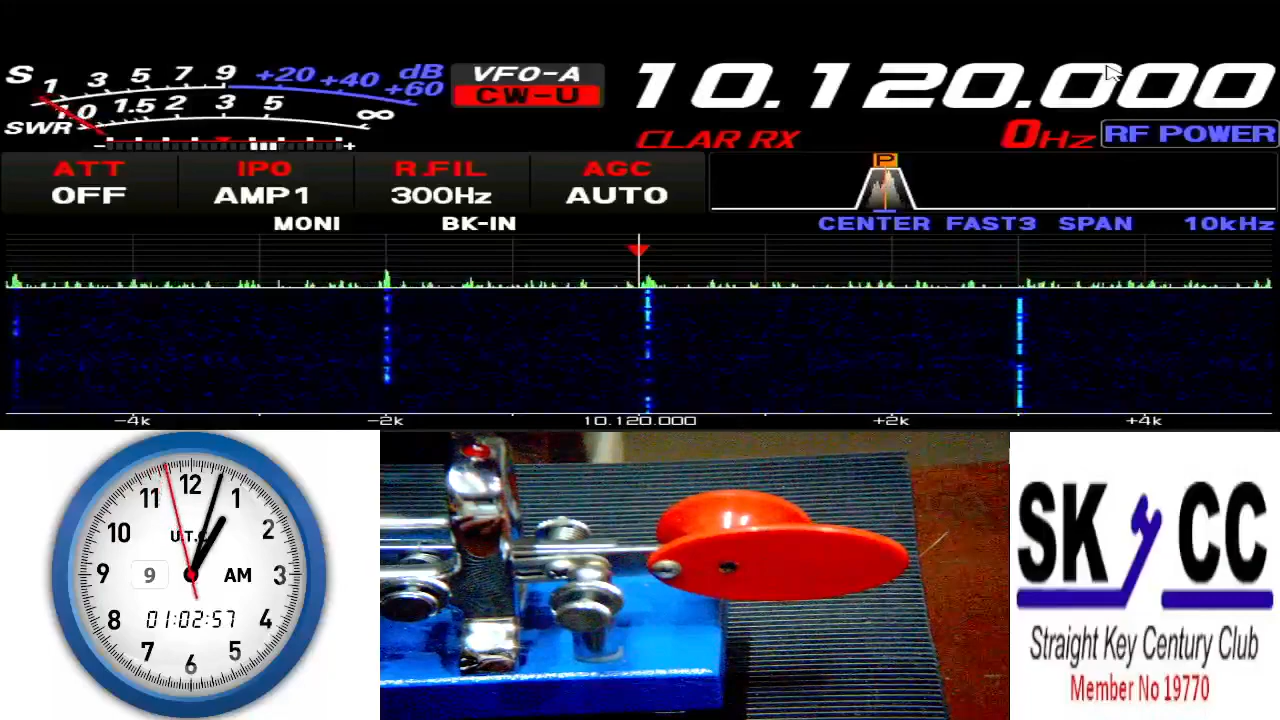 S 1 3 5 7 9 +20 +40 +60 dB
SWR 1.0 1.5 2 3 5 ∞
− +
VFO-A
CW-U
10.120.000
CLAR RX 0Hz RF POWER
ATT IPO R.FIL AGC
OFF AMP1 300Hz AUTO
P
MONI BK-IN CENTER FAST3 SPAN 10kHz
−4k −2k 10.120.000 +2k +4k
12
11 1
10 U.T.C 2
9 9 AM 3
8 01:02:57 4
7 5
6
SK CC
Straight Key Century Club
Member No 19770